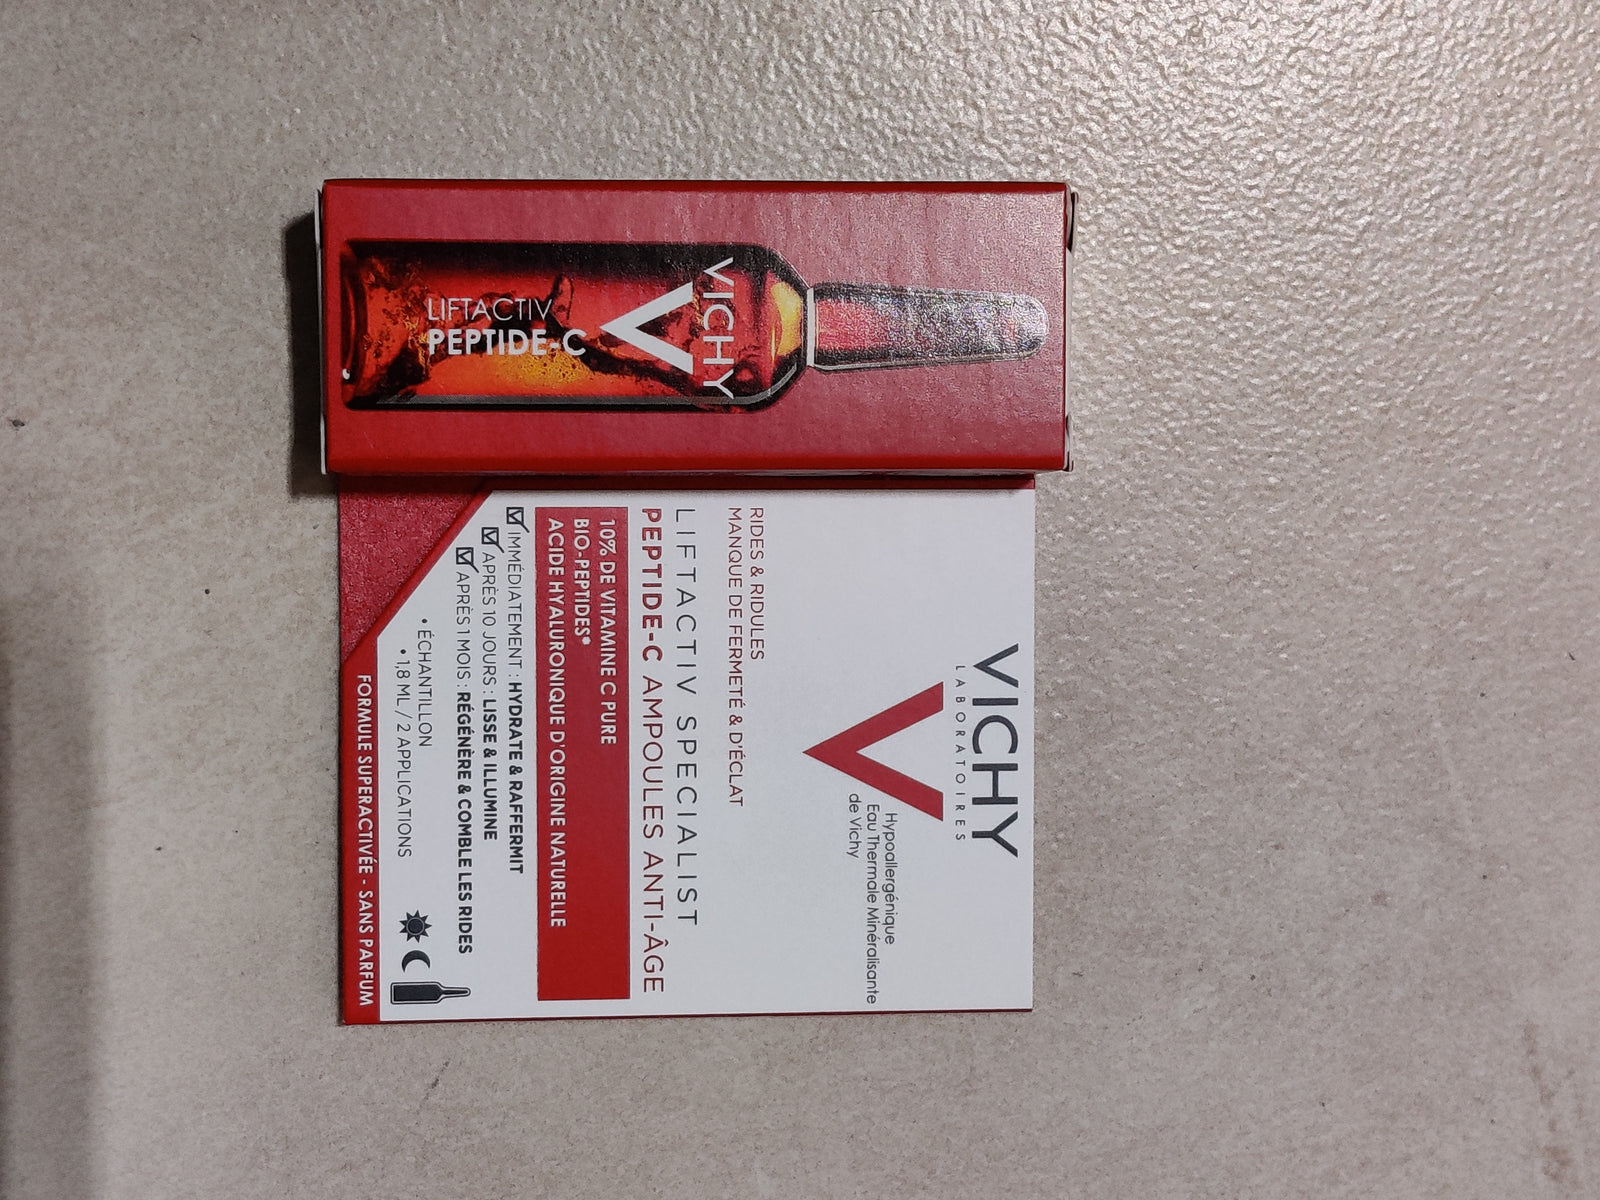 VICHY
LIFTACTIV
PEPTIDE-C
VICHY
LABORATOIRES
Hypoallergénique
Eau Thermale Minéralisante
de Vichy
RIDES & RIDULES
MANQUE DE FERMETÉ & D'ÉCLAT
LIFTACTIV SPECIALIST
PEPTIDE-C AMPOULES ANTI-ÂGE
10% DE VITAMINE C PURE
BIO-PEPTIDES*
ACIDE HYALURONIQUE D'ORIGINE NATURELLE
IMMÉDIATEMENT : HYDRATE & RAFFERMIT
APRÈS 10 JOURS : LISSE & ILLUMINE
APRÈS 1 MOIS : RÉGÉNÈRE & COMBLE LES RIDES
• ÉCHANTILLON
• 1,8 ML / 2 APPLICATIONS
FORMULE SUPERACTIVÉE - SANS PARFUM